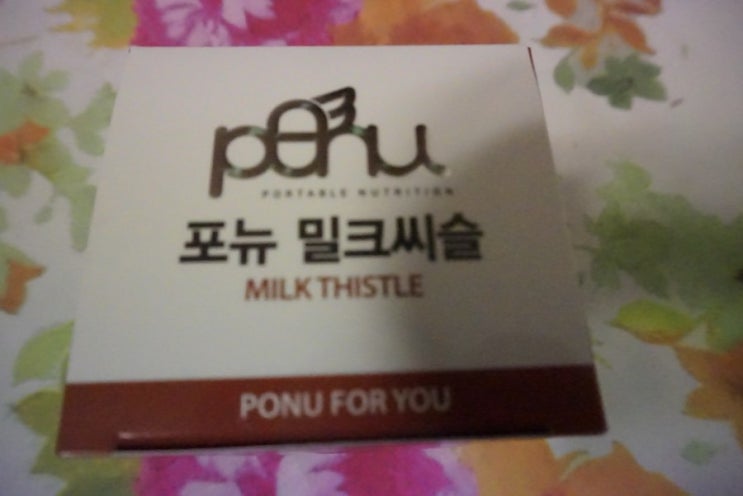 ponu
PORTABLE NUTRITION
포뉴 밀크씨슬
MILK THISTLE
PONU FOR YOU